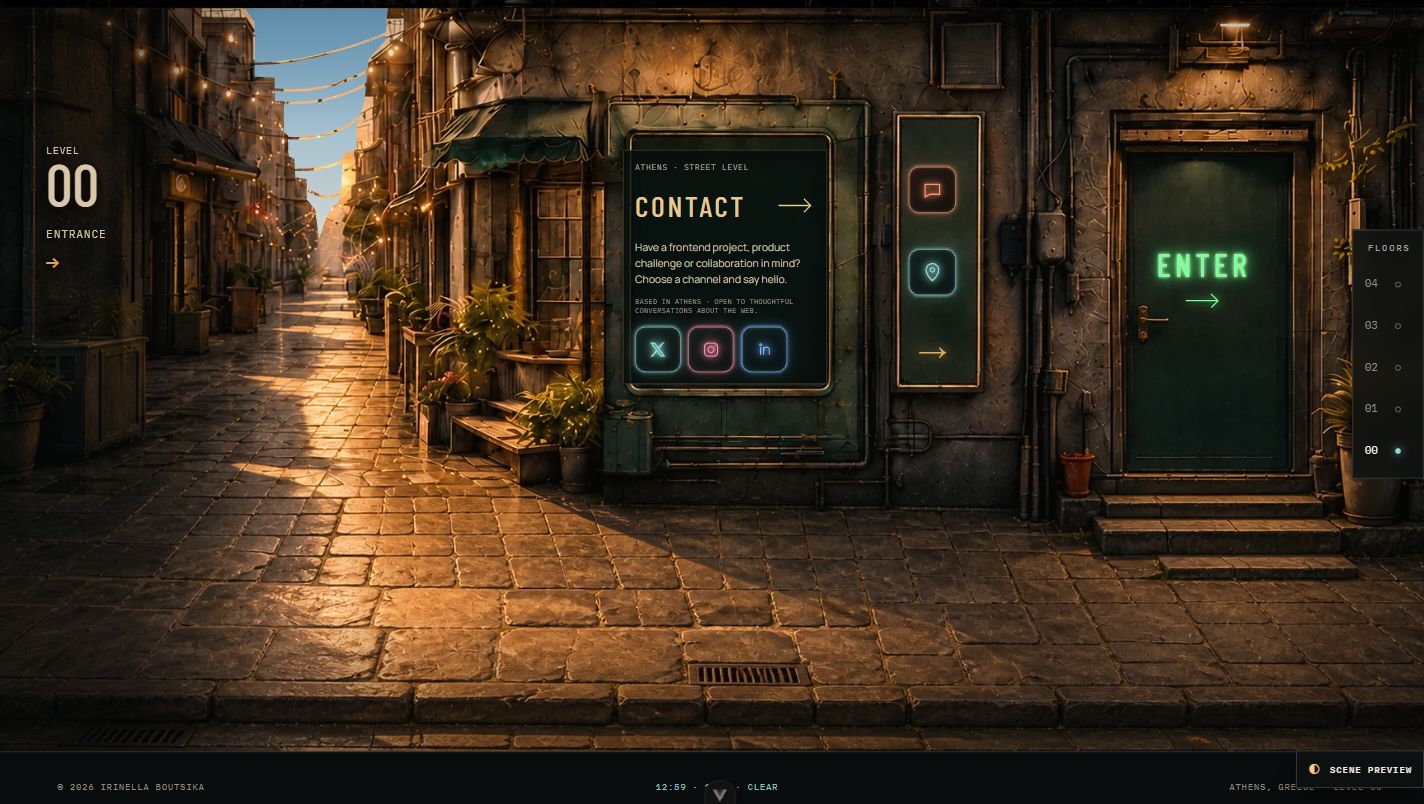 LEVEL
00
ENTRANCE
ATHENS · STREET LEVEL
CONTACT
Have a frontend project, product
challenge or collaboration in mind?
Choose a channel and say hello.
BASED IN ATHENS · OPEN TO THOUGHTFUL
CONVERSATIONS ABOUT THE WEB.
X
in
ENTER
FLOORS
04
03
02
01
00
SCENE PREVIEW
© 2026 IRINELLA BOUTSIKA
12:59 · · CLEAR
ATHENS,